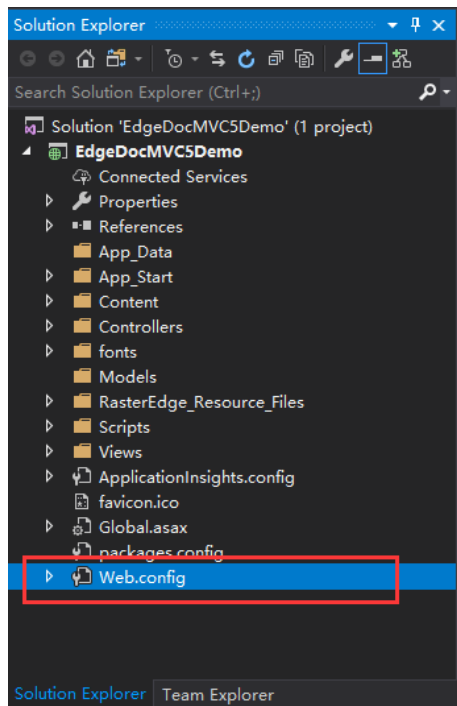 Solution Explorer
Search Solution Explorer (Ctrl+;)
Solution 'EdgeDocMVC5Demo' (1 project)
EdgeDocMVC5Demo
Connected Services
Properties
References
App_Data
App_Start
Content
Controllers
fonts
Models
RasterEdge_Resource_Files
Scripts
Views
ApplicationInsights.config
favicon.ico
Global.asax
packages.config
Web.config
Solution Explorer Team Explorer